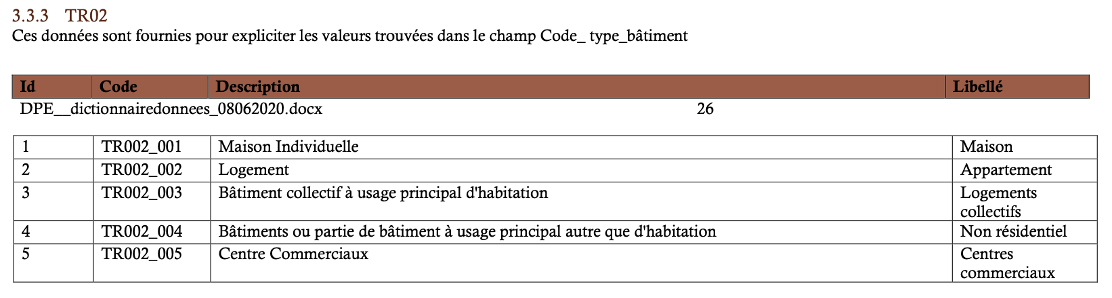 3.3.3 TR02
Ces données sont fournies pour expliciter les valeurs trouvées dans le champ Code_ type_bâtiment
Id Code Description Libellé
DPE__dictionnairedonnees_08062020.docx 26
1 TR002_001 Maison Individuelle Maison
2 TR002_002 Logement Appartement
3 TR002_003 Bâtiment collectif à usage principal d'habitation Logements
collectifs
4 TR002_004 Bâtiments ou partie de bâtiment à usage principal autre que d'habitation Non résidentiel
5 TR002_005 Centre Commerciaux Centres
commerciaux